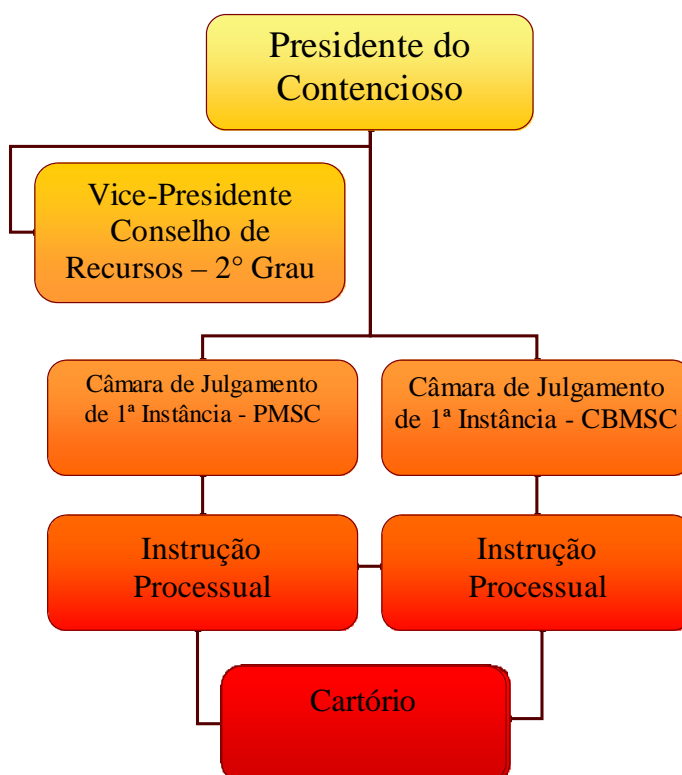 Presidente do
Contencioso
Vice-Presidente
Conselho de
Recursos – 2° Grau
Câmara de Julgamento
de 1ª Instância - PMSC
Câmara de Julgamento
de 1ª Instância - CBMSC
Instrução
Processual
Instrução
Processual
Cartório